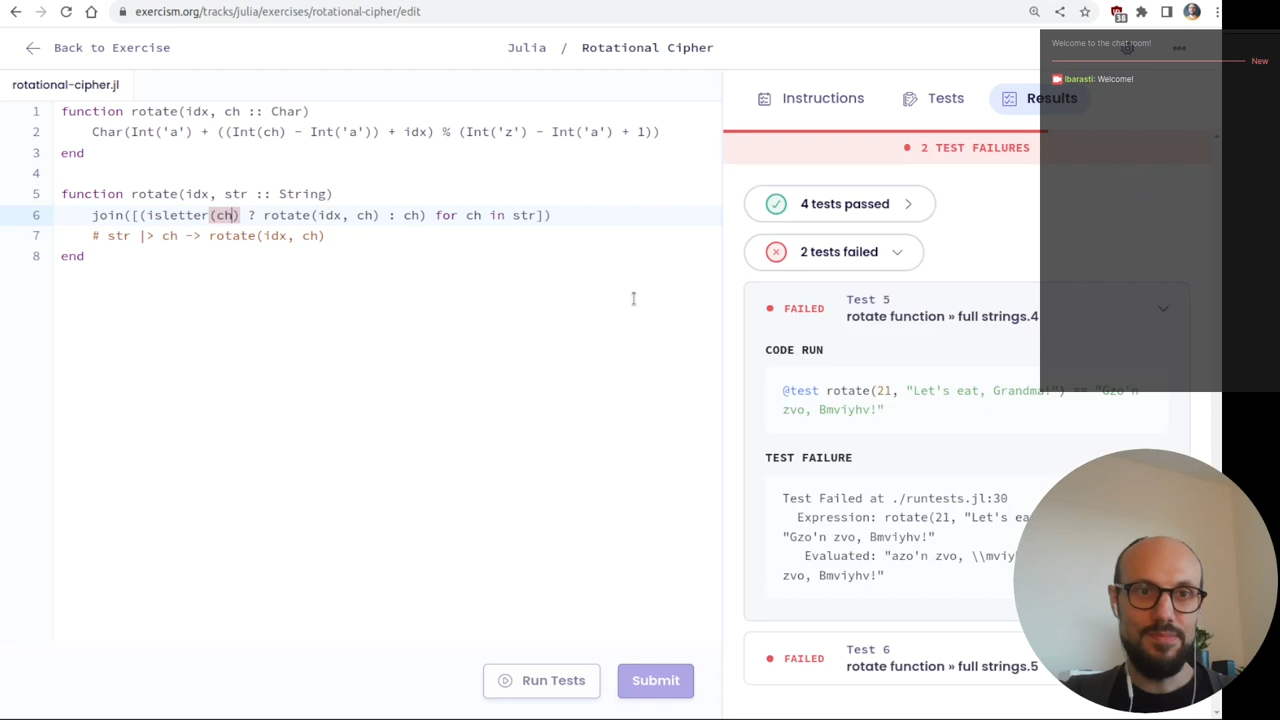 exercism.org/tracks/julia/exercises/rotational-cipher/edit
38
Back to Exercise
Julia / Rotational Cipher
Welcome to the chat room!
New
lbarasti: Welcome!
rotational-cipher.jl
Instructions
Tests
Results
1 function rotate(idx, ch :: Char)
2 Char(Int('a') + ((Int(ch) - Int('a')) + idx) % (Int('z') - Int('a') + 1))
3 end
4
5 function rotate(idx, str :: String)
6 join([(isletter(ch) ? rotate(idx, ch) : ch) for ch in str])
7 # str |> ch -> rotate(idx, ch)
8 end
2 TEST FAILURES
4 tests passed
2 tests failed
FAILED
Test 5
rotate function » full strings.4
CODE RUN
@test rotate(21, "Let's eat, Grandma!") == "Gzo'n
zvo, Bmviyhv!"
TEST FAILURE
Test Failed at ./runtests.jl:30
Expression: rotate(21, "Let's
"Gzo'n zvo, Bmviyhv!"
Evaluated: "azo'n zvo,
zvo, Bmviyhv!"
FAILED
Test 6
rotate function » full strings.5
Run Tests
Submit